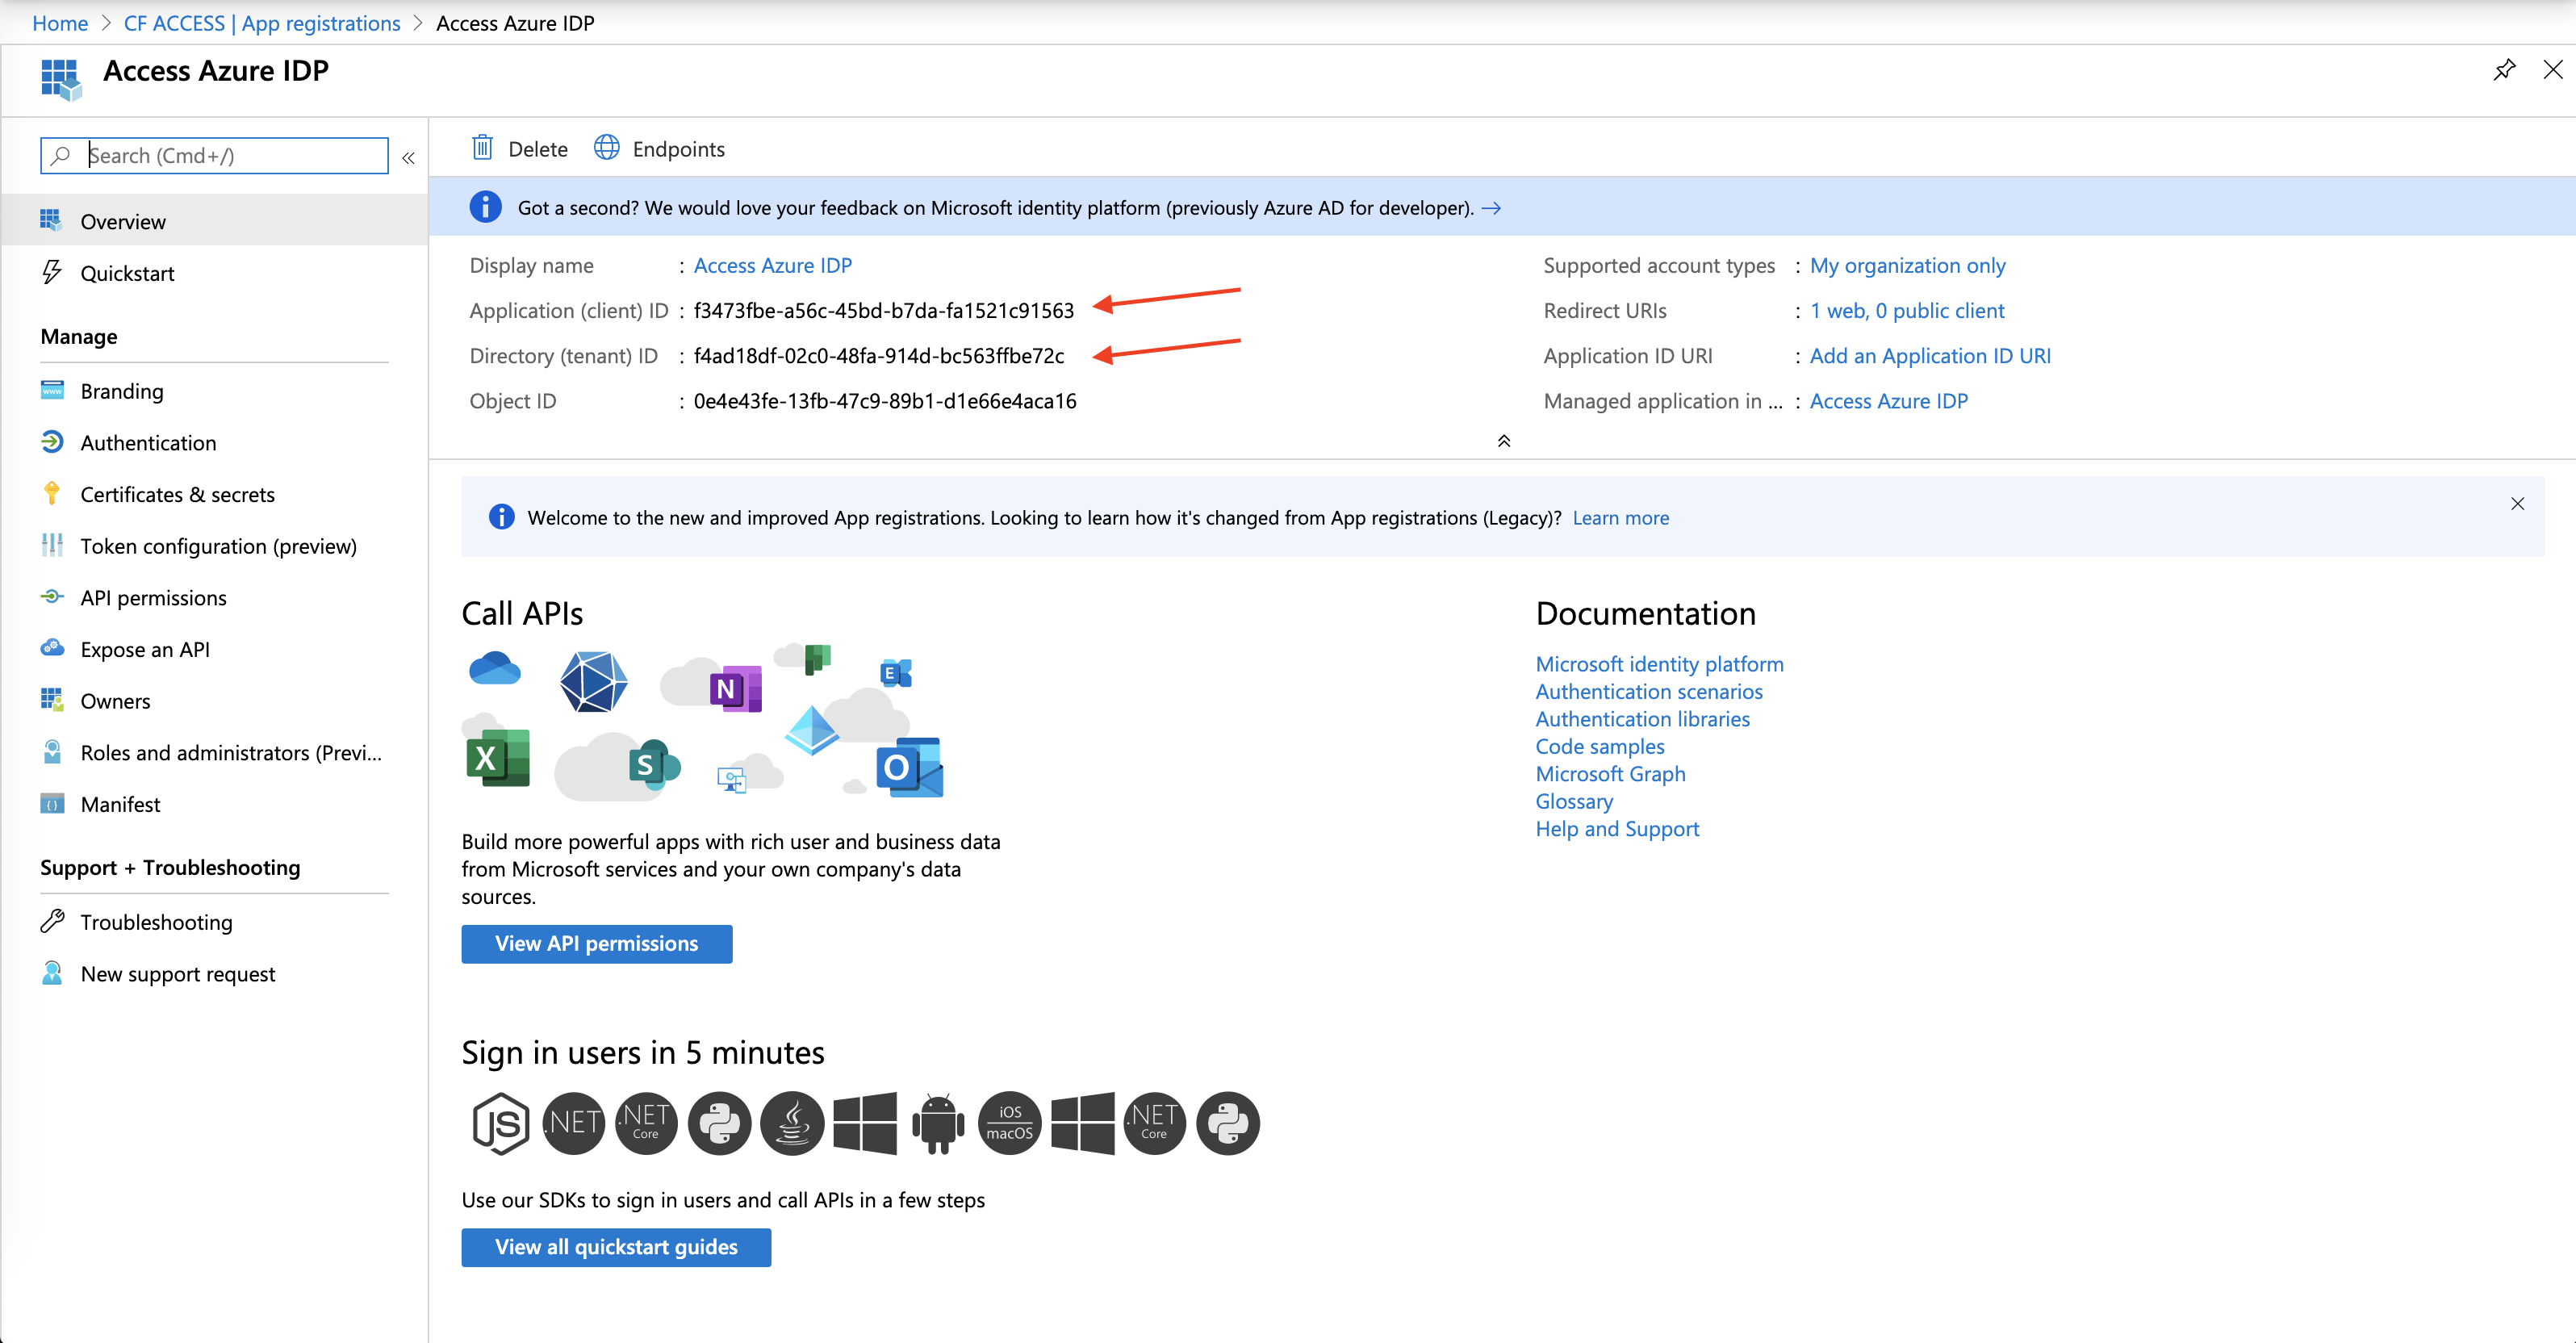 Home > CF ACCESS | App registrations > Access Azure IDP
Access Azure IDP
Search (Cmd+/)
«
Overview
Quickstart
Manage
Branding
Authentication
Certificates & secrets
Token configuration (preview)
API permissions
Expose an API
Owners
Roles and administrators (Previ...
Manifest
Support + Troubleshooting
Troubleshooting
New support request
Delete
Endpoints
Got a second? We would love your feedback on Microsoft identity platform (previously Azure AD for developer). →
Display name : Access Azure IDP
Application (client) ID : f3473fbe-a56c-45bd-b7da-fa1521c91563
Directory (tenant) ID : f4ad18df-02c0-48fa-914d-bc563ffbe72c
Object ID : 0e4e43fe-13fb-47c9-89b1-d1e66e4aca16
Supported account types : My organization only
Redirect URIs : 1 web, 0 public client
Application ID URI : Add an Application ID URI
Managed application in ... : Access Azure IDP
Welcome to the new and improved App registrations. Looking to learn how it's changed from App registrations (Legacy)? Learn more
Call APIs
N
E
X
S
O
Build more powerful apps with rich user and business data
from Microsoft services and your own company's data
sources.
View API permissions
Documentation
Microsoft identity platform
Authentication scenarios
Authentication libraries
Code samples
Microsoft Graph
Glossary
Help and Support
Sign in users in 5 minutes
JS
.NET
.NET Core
iOS macOS
.NET Core
Use our SDKs to sign in users and call APIs in a few steps
View all quickstart guides